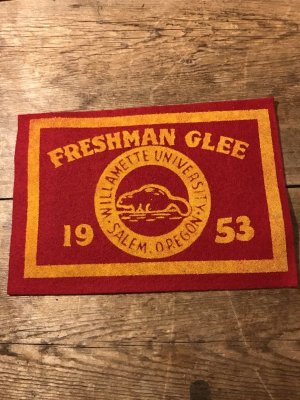 FRESHMAN GLEE
WILLAMETTE UNIVERSITY
SALEM, OREGON
19 53